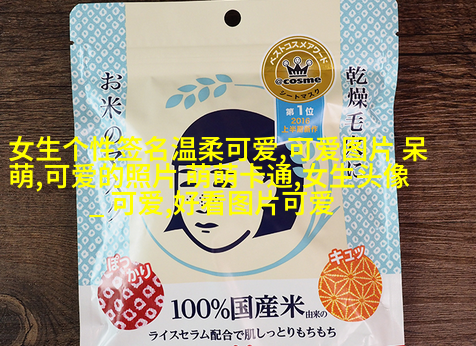 ベストコスメアワード
@cosme
シートマスク
第1位
2016
上半期新作
お米の
乾燥毛
女生个性签名温柔可爱,可爱图片 呆
萌,可爱的照片 萌萌卡通,女生头像
_ 可爱,好看图片可爱
ぽっかり
キュッ
100%国産米 由来の
ライスセラム配合で肌しっとりもちもち